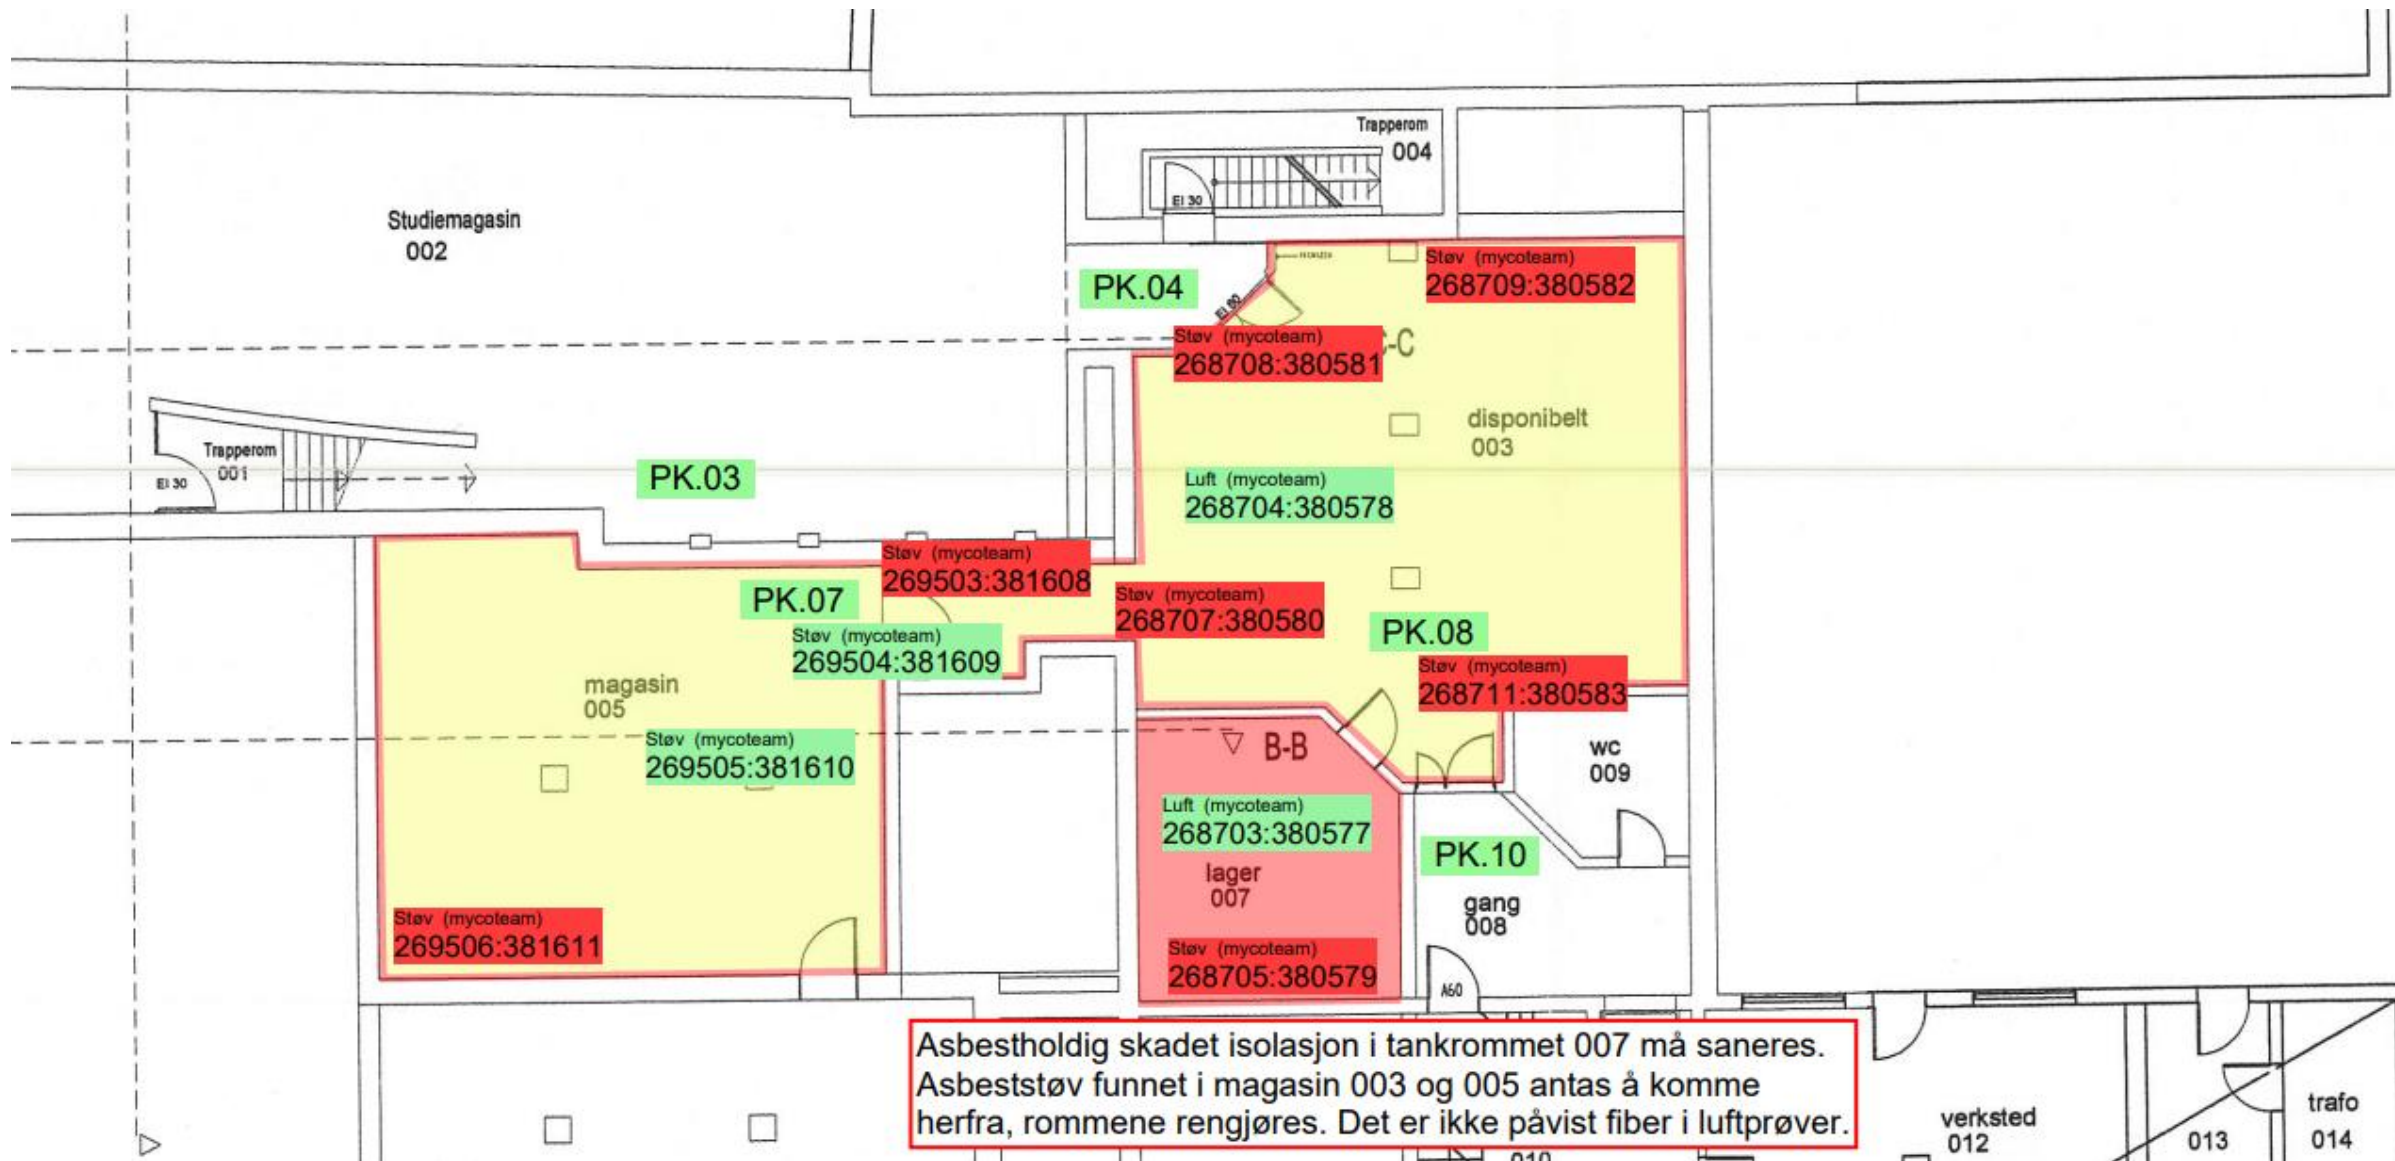 Trapperom
004
EI 30
Studiemagasin
002
PK.04
EI 60
Støv (mycoteam)
268709:380582
Støv (mycoteam)
268708:380581
C-C
disponibelt
003
Trapperom
001
EI 30
PK.03
Luft (mycoteam)
268704:380578
Støv (mycoteam)
269503:381608
PK.07
Støv (mycoteam)
268707:380580
PK.08
Støv (mycoteam)
269504:381609
Støv (mycoteam)
268711:380583
magasin
005
Støv (mycoteam)
269505:381610
B-B
wc
009
Luft (mycoteam)
268703:380577
PK.10
lager
007
gang
008
Støv (mycoteam)
269506:381611
Støv (mycoteam)
268705:380579
A60
Asbestholdig skadet isolasjon i tankrommet 007 må saneres.
Asbeststøv funnet i magasin 003 og 005 antas å komme
herfra, rommene rengjøres. Det er ikke påvist fiber i luftprøver.
verksted
012
013
trafo
014